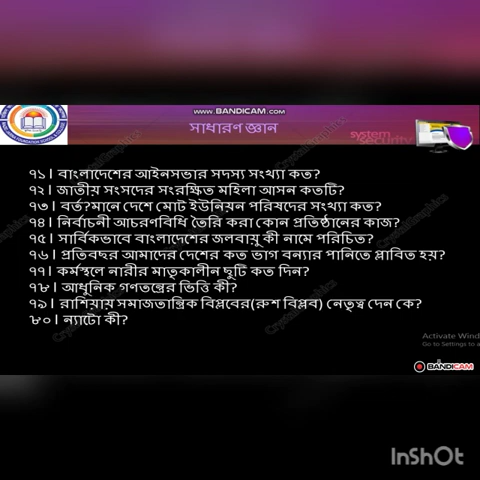 www.BANDICAM.com
সাধারণ জ্ঞান
system
security
৭১। বাংলাদেশের আইনসভার সদস্য সংখ্যা কত?
৭২। জাতীয় সংসদের সংরক্ষিত মহিলা আসন কতটি?
৭৩। বর্ত?মানে দেশে মোট ইউনিয়ন পরিষদের সংখ্যা কত?
৭৪। নির্বাচনী আচরণবিধি তৈরি করা কোন প্রতিষ্ঠানের কাজ?
৭৫। সার্বিকভাবে বাংলাদেশের জলবায়ু কী নামে পরিচিত?
৭৬। প্রতিবছর আমাদের দেশের কত ভাগ বন্যার পানিতে প্লাবিত হয়?
৭৭। কর্মস্থলে নারীর মাতৃকালীন ছুটি কত দিন?
৭৮। আধুনিক গণতন্ত্রের ভিত্তি কী?
৭৯। রাশিয়ায় সমাজতান্ত্রিক বিপ্লবের(রুশ বিপ্লব) নেতৃত্ব দেন কে?
৮০। ন্যাটো কী?
Activate Wind
Go to Settings to a
BANDICAM
InShOt